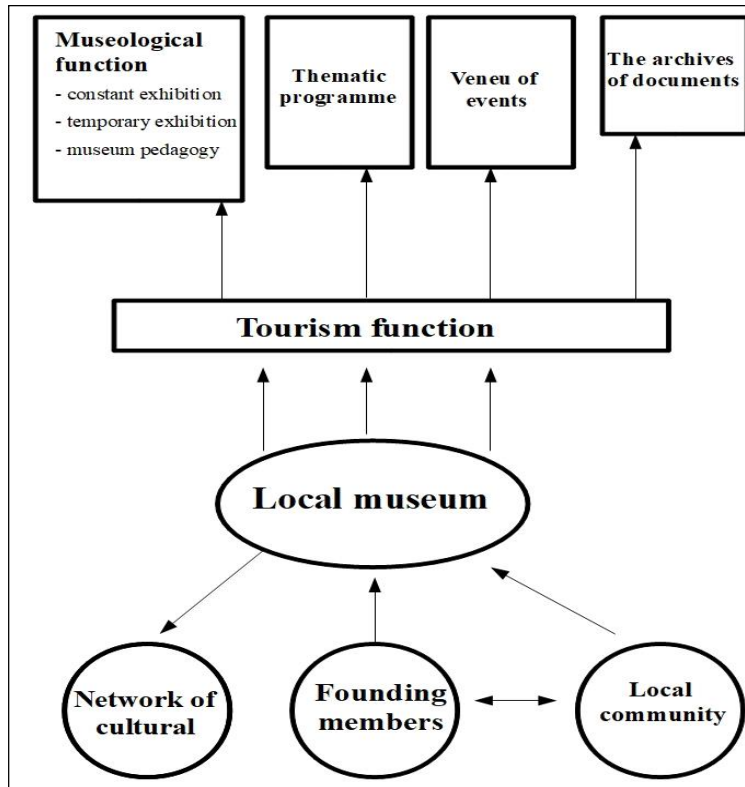 Museological
function
- constant exhibition
- temporary exhibition
- museum pedagogy
Thematic
programme
Veneu of
events
The archives
of documents
Tourism function
Local museum
Network of
cultural
Founding
members
Local
community